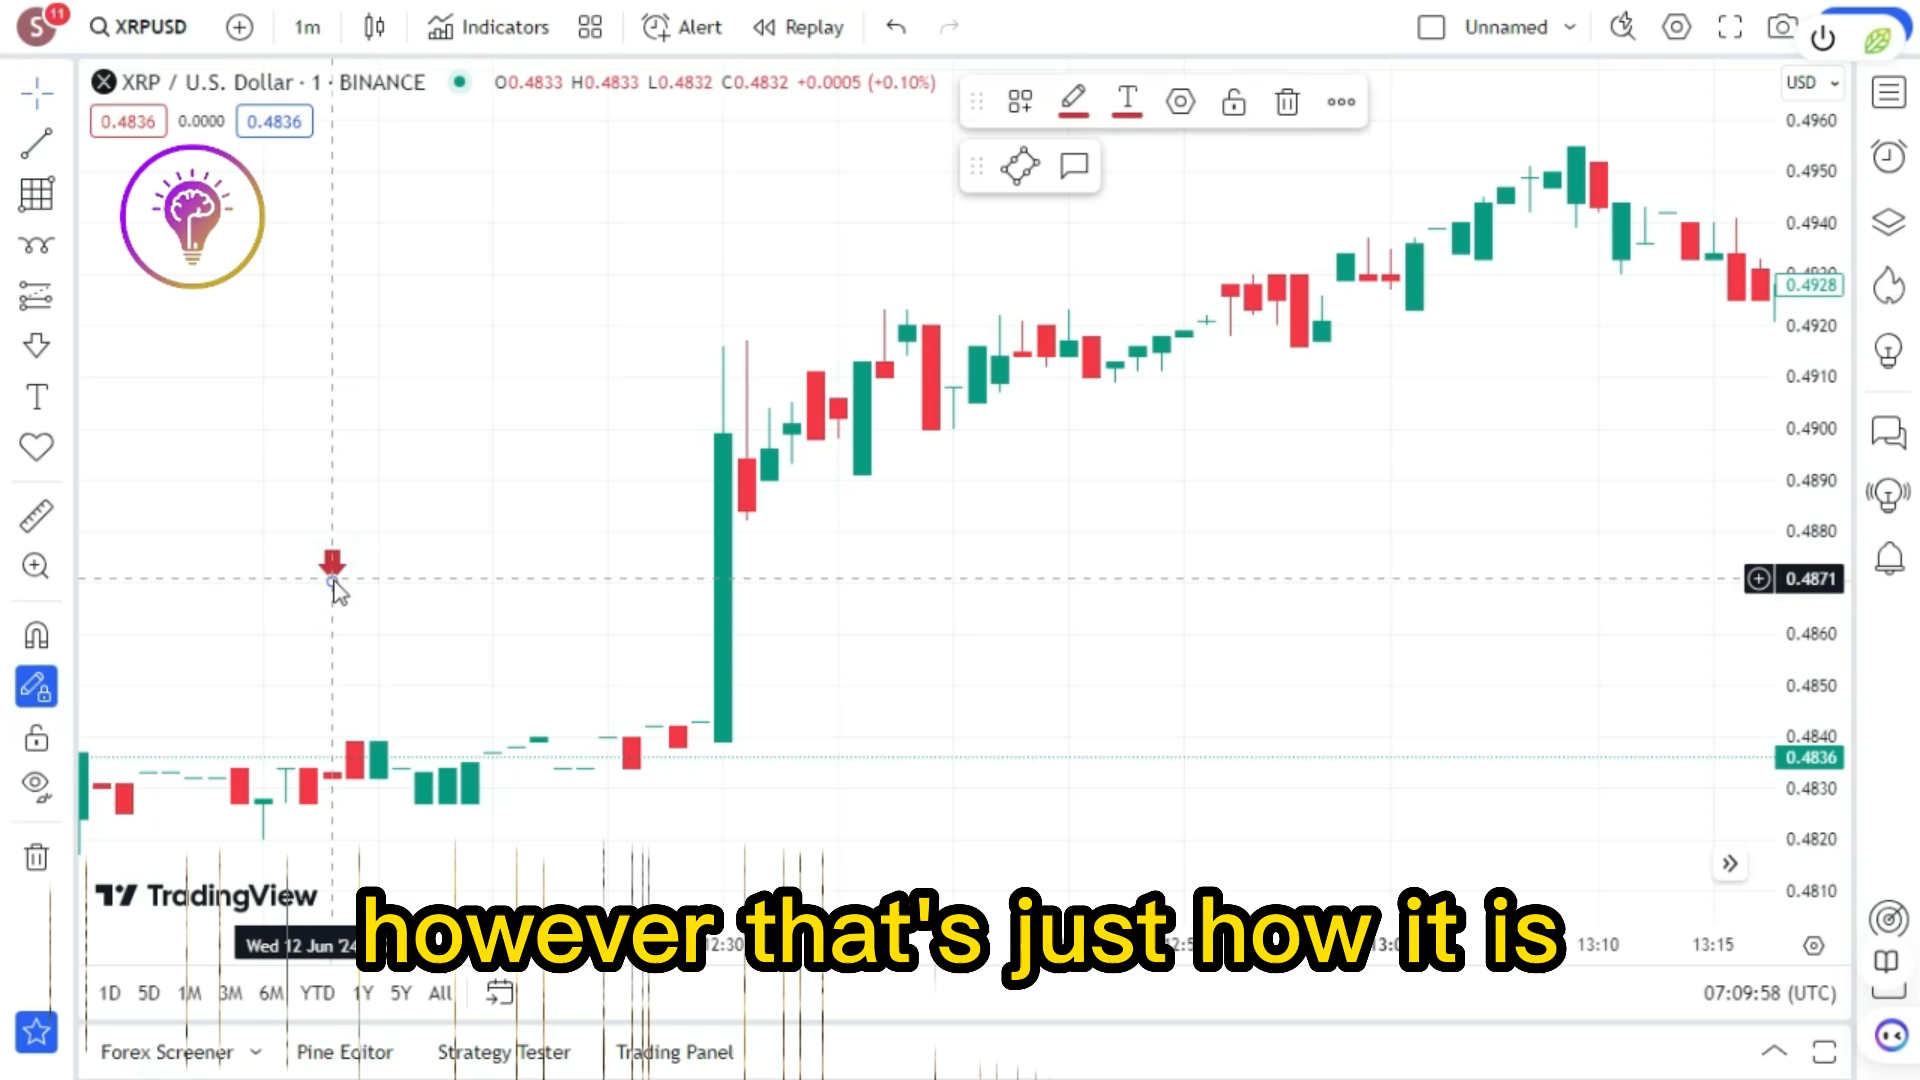 S 11 XRPUSD 1m Indicators Alert Replay Unnamed
XRP / U.S. Dollar · 1 · BINANCE O0.4833 H0.4833 L0.4832 C0.4832 +0.0005 (+0.10%) USD
0.4836 0.0000 0.4836
T
0.4960
0.4950
0.4940
0.4928
0.4920
0.4910
0.4900
0.4890
0.4880
0.4871
0.4860
0.4850
0.4840
0.4836
0.4830
0.4820
0.4810
TradingView
however that's just how it is
Wed 12 Jun '24 12:30 13:10 13:15
1D 5D 1M 3M 6M YTD 1Y 5Y All 07:09:58 (UTC)
Forex Screener Pine Editor Strategy Tester Trading Panel